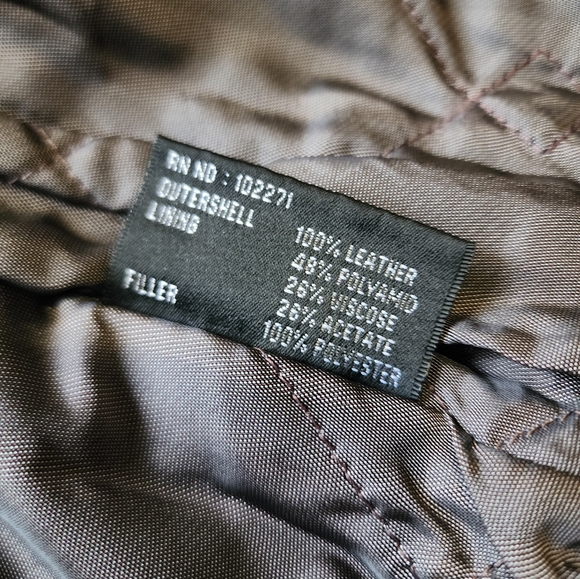 RN NO : 102271
OUTERSHELL 100% LEATHER
LINING 48% POLYAMID
26% VISCOSE
26% ACETATE
FILLER 100% POLYESTER